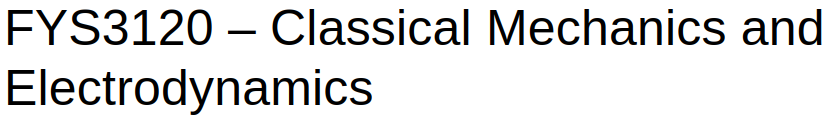 FYS3120 – Classical Mechanics and
Electrodynamics